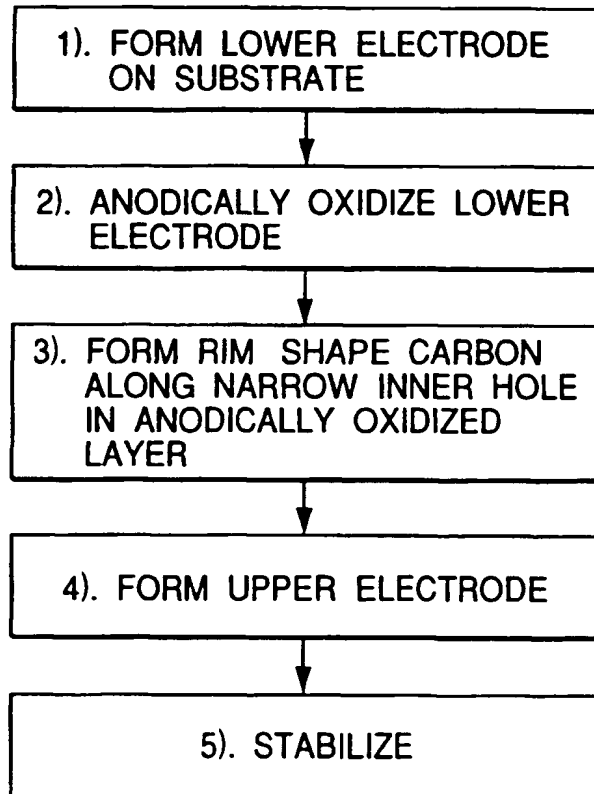 1). FORM LOWER ELECTRODE
ON SUBSTRATE
2). ANODICALLY OXIDIZE LOWER
ELECTRODE
3). FORM RIM SHAPE CARBON
ALONG NARROW INNER HOLE
IN ANODICALLY OXIDIZED
LAYER
4). FORM UPPER ELECTRODE
5). STABILIZE